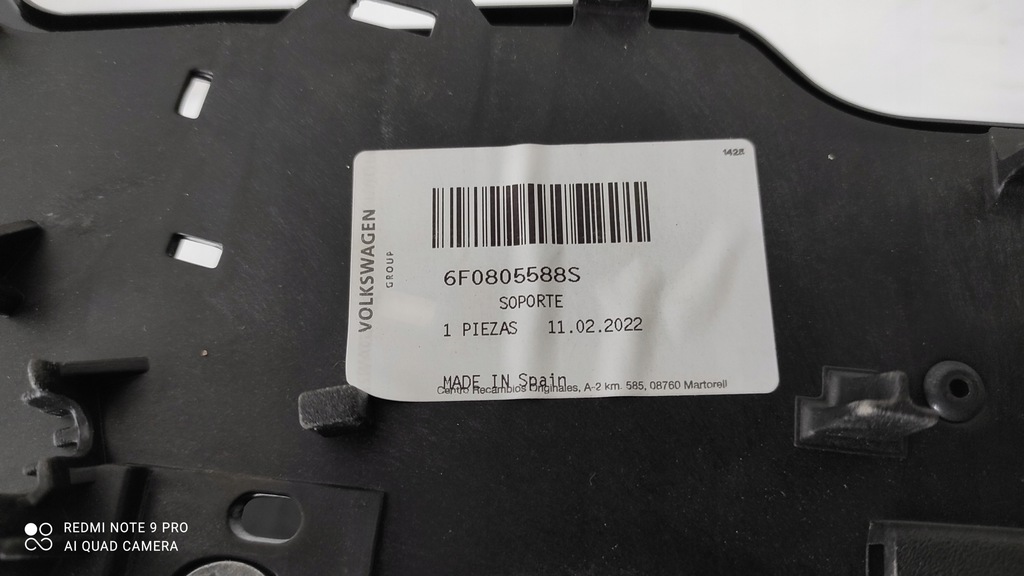 142R
VOLKSWAGEN
GROUP
6F0805588S
SOPORTE
1 PIEZAS 11.02.2022
MADE IN Spain
Centro Recambios Originales, A-2 km. 585, 08760 Martorell
REDMI NOTE 9 PRO
AI QUAD CAMERA